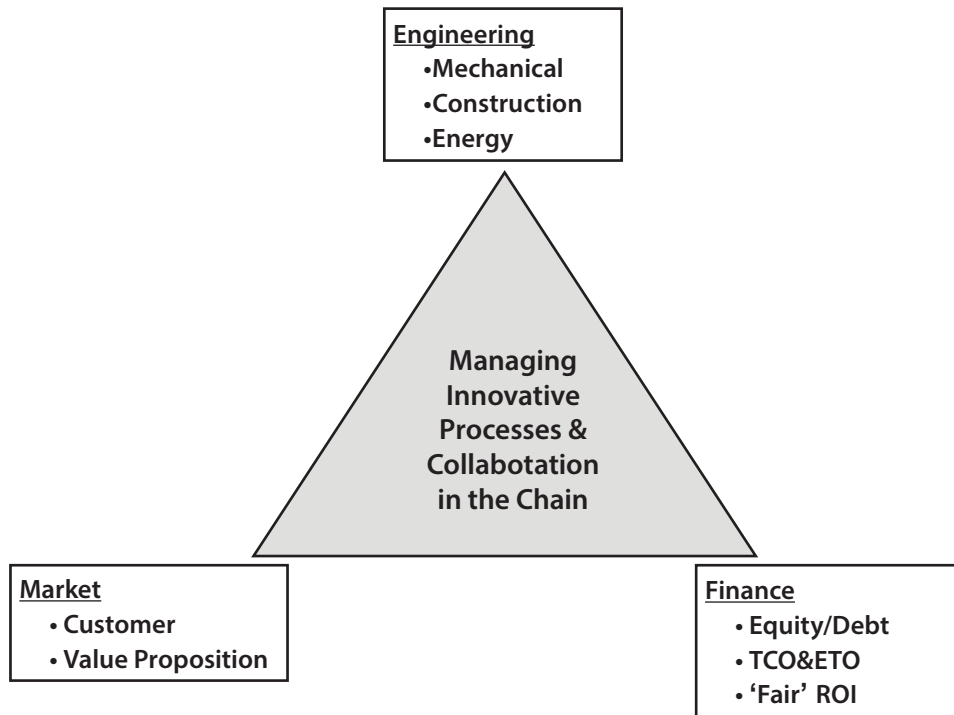 Engineering
•Mechanical
•Construction
•Energy
Managing
Innovative
Processes &
Collabotation
in the Chain
Market
• Customer
• Value Proposition
Finance
• Equity/Debt
• TCO&ETO
• ‘Fair’ ROI